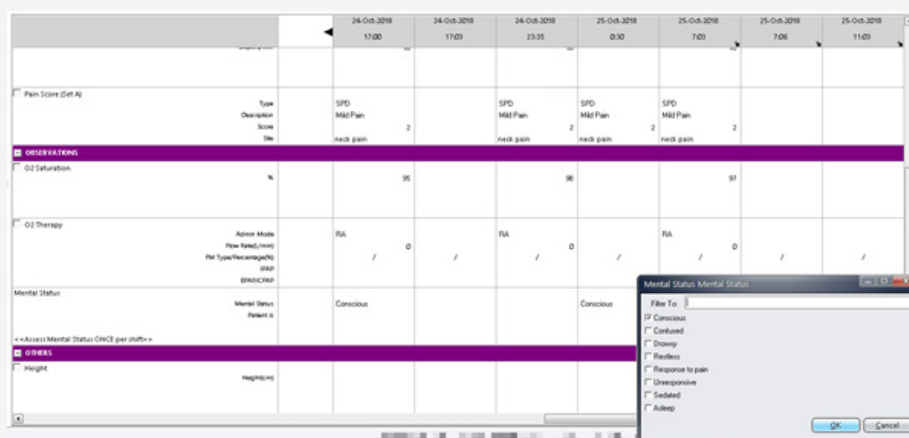 24-Oct-2018 24-Oct-2018 24-Oct-2018 25-Oct-2018 25-Oct-2018 25-Oct-2018 25-Oct-2018
17:00 17:03 23:35 0:30 7:03 7:06 11:03
Pain Score (Set A)
Type SPD SPD SPD SPD
Description Mild Pain Mild Pain Mild Pain Mild Pain
Score 2 2 2 2
Site neck pain neck pain neck pain neck pain
OBSERVATIONS
O2 Saturation
% 95 98 97
O2 Therapy
Admin Mode RA RA RA
Flow Rate(L/min) 0 0 0
FM Type/Percentage(%) / / / / / / /
IPAP
EPAP/CPAP
Mental Status
Mental Status Conscious Conscious
Patient is
<<Assess Mental Status ONCE per shift>>
OTHERS
Height
Height(cm)
Mental Status Mental Status
Filter To:
Conscious
Confused
Drowsy
Restless
Response to pain
Unresponsive
Sedated
Asleep
OK Cancel